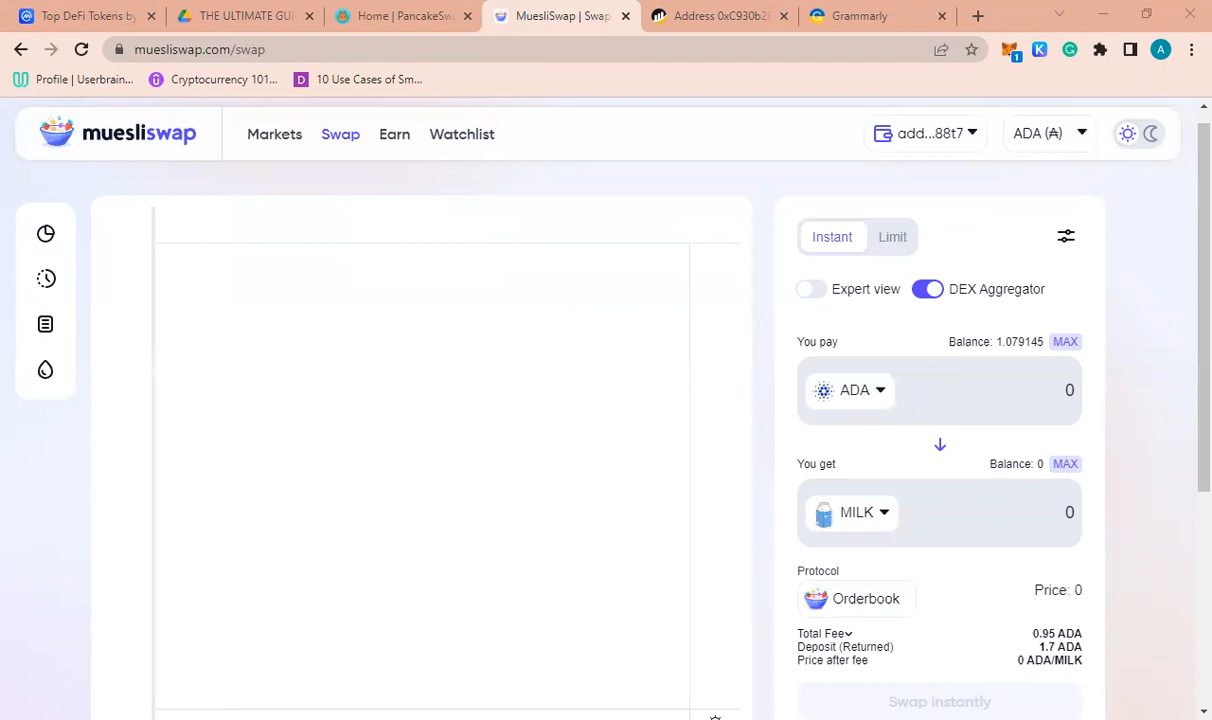 Top DeFi Tokens by
THE ULTIMATE GUI
Home | PancakeSw
MuesliSwap | Swap
Address 0xC930b2
Grammarly
muesliswap.com/swap
1
A
Profile | Userbrain...
Cryptocurrency 101...
D 10 Use Cases of Sm...
muesliswap
Markets
Swap
Earn
Watchlist
add...88t7
ADA (₳)
Instant
Limit
Expert view
DEX Aggregator
You pay
Balance: 1.079145 MAX
ADA
0
You get
Balance: 0 MAX
MILK
0
Protocol
Orderbook
Price: 0
Total Fee 0.95 ADA
Deposit (Returned) 1.7 ADA
Price after fee 0 ADA/MILK
Swap instantly